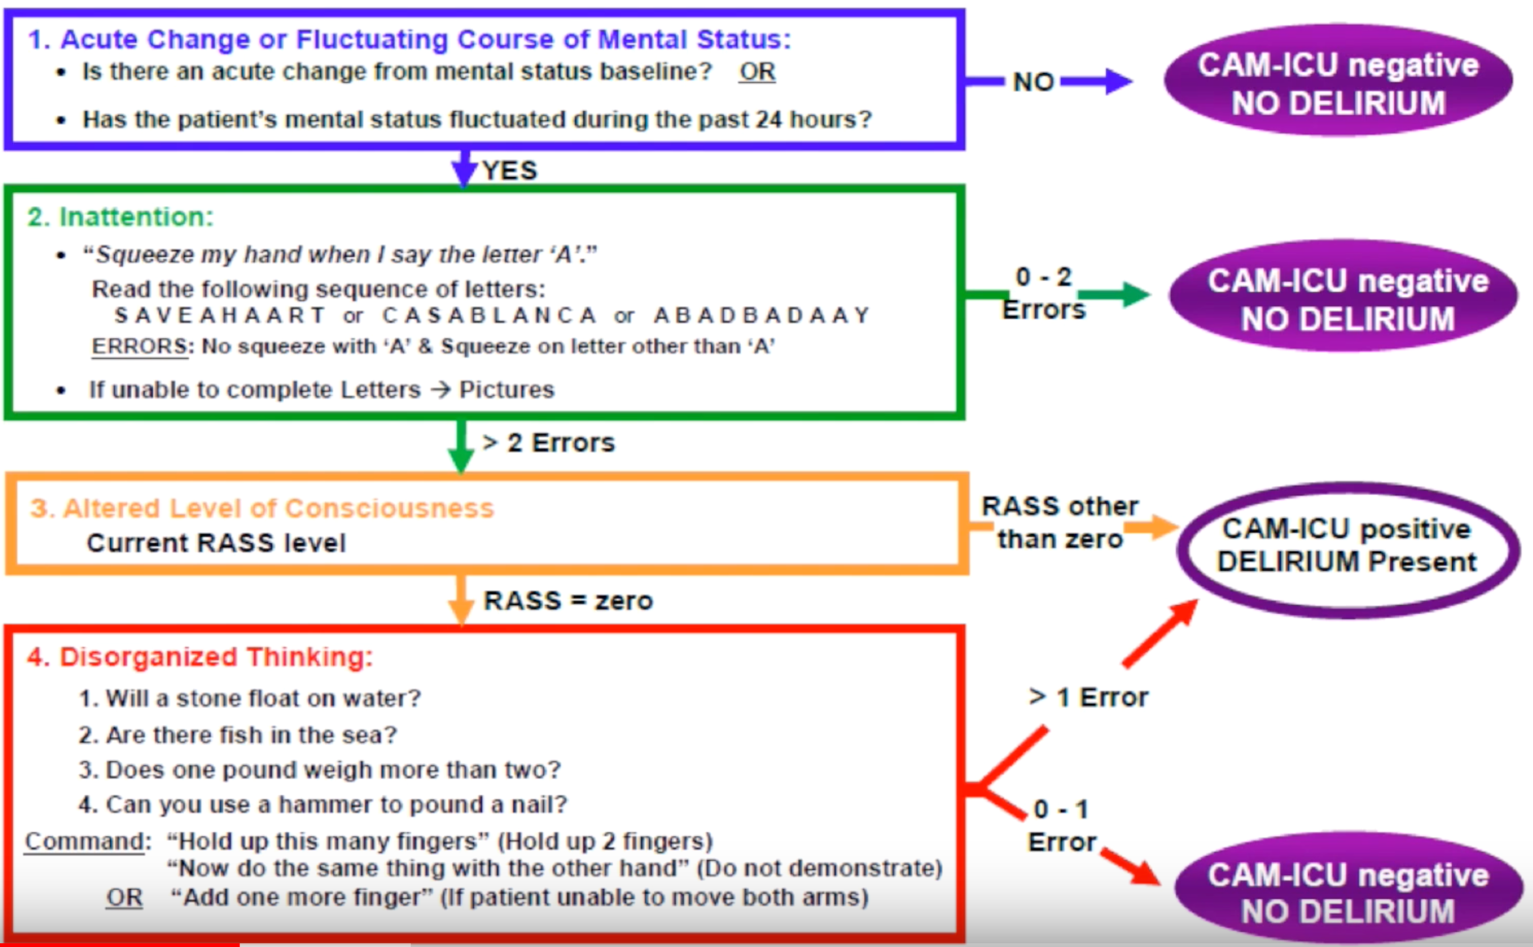 1. Acute Change or Fluctuating Course of Mental Status:
• Is there an acute change from mental status baseline? OR
• Has the patient's mental status fluctuated during the past 24 hours?
NO
CAM-ICU negative
NO DELIRIUM
YES
2. Inattention:
• “Squeeze my hand when I say the letter ‘A’.”
Read the following sequence of letters:
S A V E A H A A R T or C A S A B L A N C A or A B A D B A D A A Y
ERRORS: No squeeze with ‘A’ & Squeeze on letter other than ‘A’
• If unable to complete Letters → Pictures
0 - 2
Errors
CAM-ICU negative
NO DELIRIUM
> 2 Errors
3. Altered Level of Consciousness
Current RASS level
RASS other
than zero
CAM-ICU positive
DELIRIUM Present
RASS = zero
4. Disorganized Thinking:
1. Will a stone float on water?
2. Are there fish in the sea?
3. Does one pound weigh more than two?
4. Can you use a hammer to pound a nail?
Command: “Hold up this many fingers” (Hold up 2 fingers)
“Now do the same thing with the other hand” (Do not demonstrate)
OR “Add one more finger” (If patient unable to move both arms)
> 1 Error
0 - 1
Error
CAM-ICU negative
NO DELIRIUM